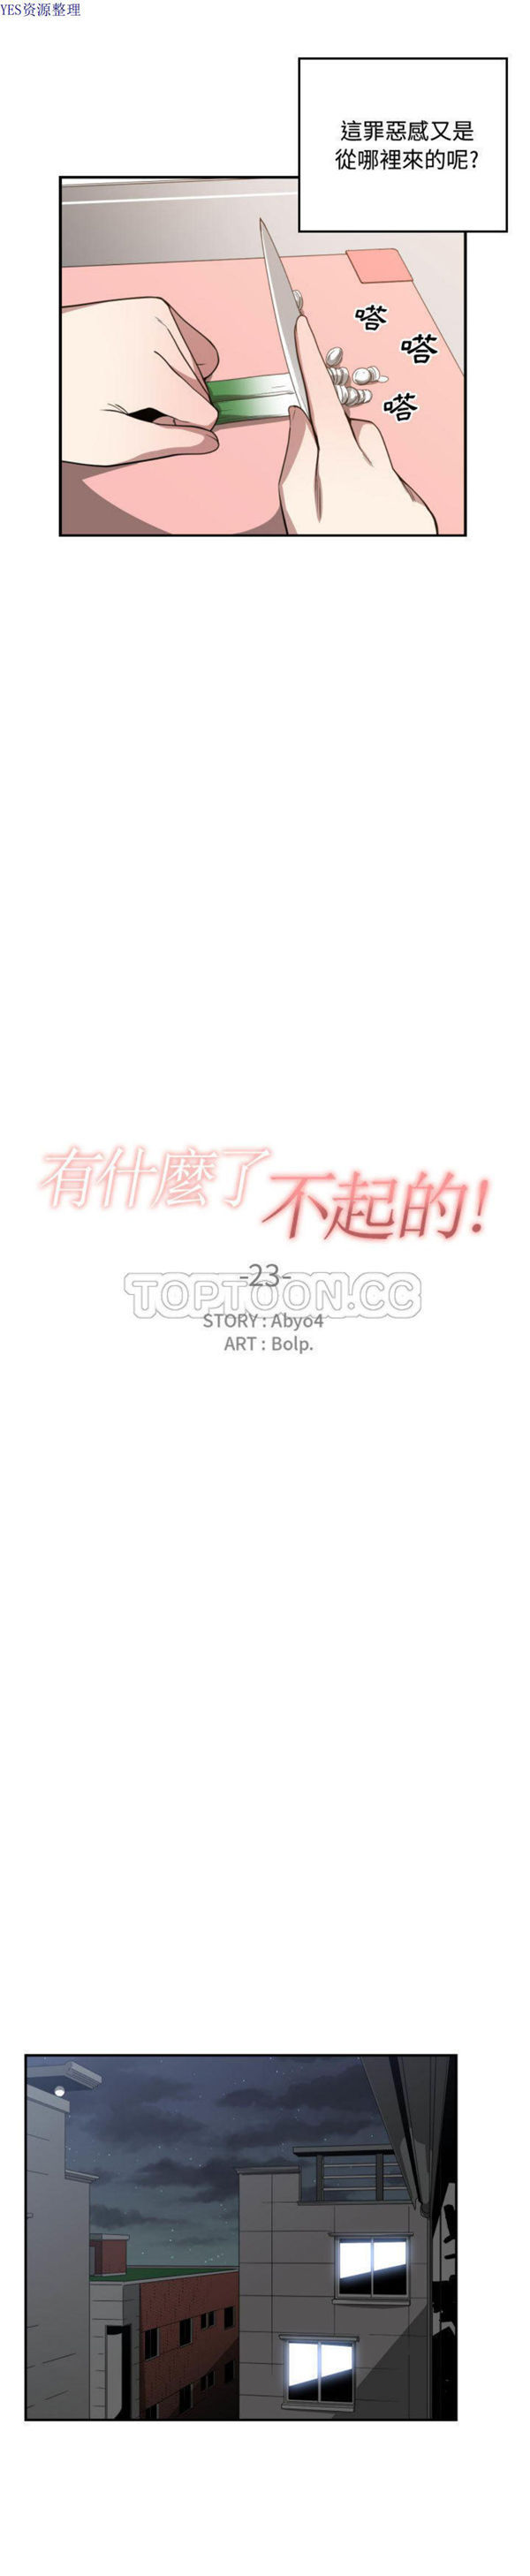 YES资源整理
這罪惡感又是
從哪裡來的呢?
嗒
嗒
嗒
有什麼了
不起的!
-23-
TOPTOON.CC
STORY : Abyo4
ART : Bolp.